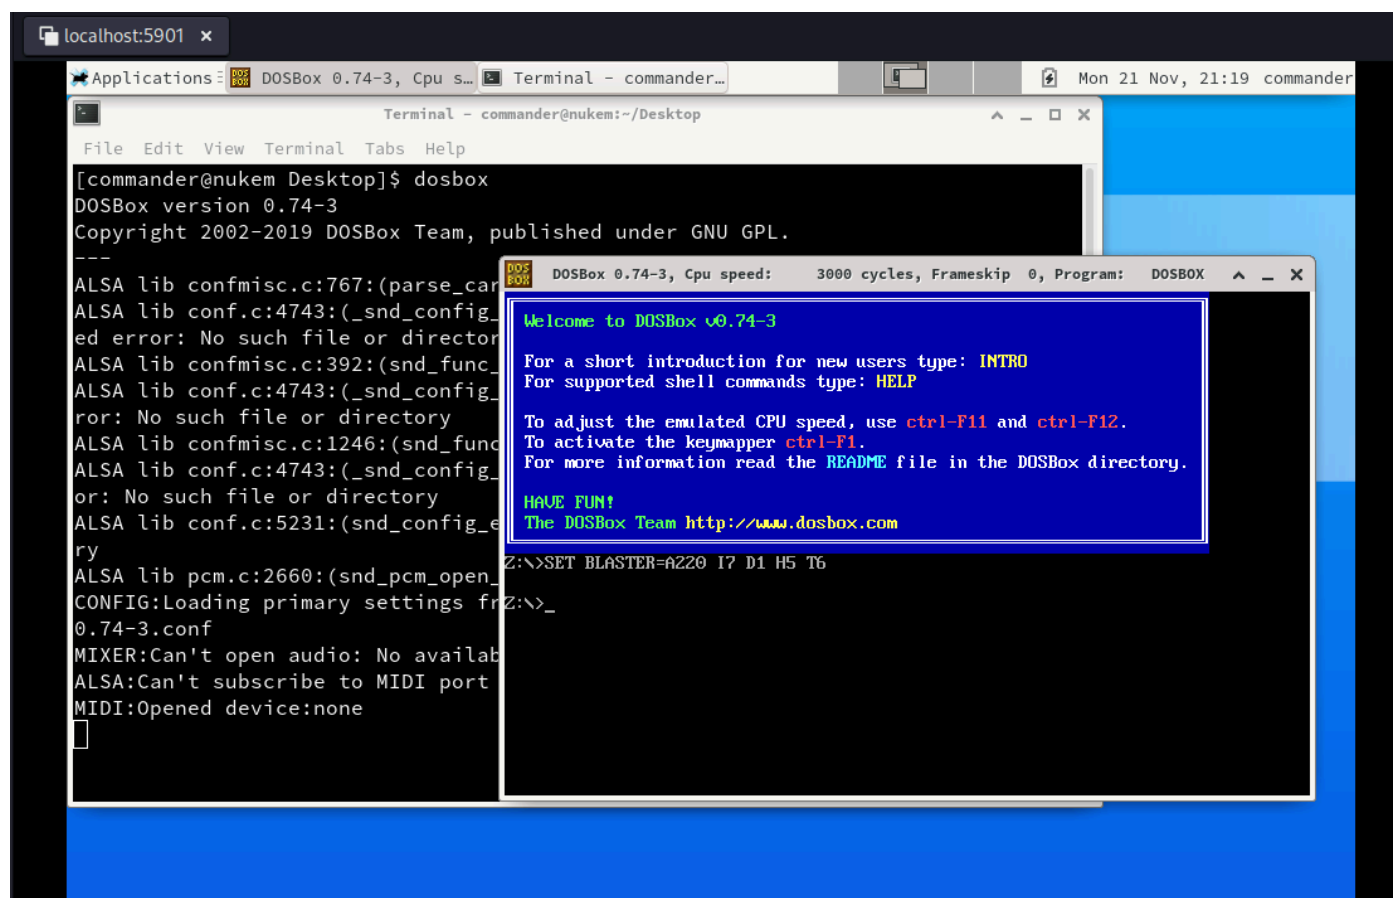 localhost:5901
Applications DOSBox 0.74-3, Cpu s... Terminal - commander... Mon 21 Nov, 21:19 commander
Terminal - commander@nukem:~/Desktop
File Edit View Terminal Tabs Help
[commander@nukem Desktop]$ dosbox
DOSBox version 0.74-3
Copyright 2002-2019 DOSBox Team, published under GNU GPL.
---
ALSA lib confmisc.c:767:(parse_car
ALSA lib conf.c:4743:(_snd_config_
ed error: No such file or director
ALSA lib confmisc.c:392:(snd_func_
ALSA lib conf.c:4743:(_snd_config_
ror: No such file or directory
ALSA lib confmisc.c:1246:(snd_func
ALSA lib conf.c:4743:(_snd_config_
or: No such file or directory
ALSA lib conf.c:5231:(snd_config_e
ry
ALSA lib pcm.c:2660:(snd_pcm_open_
CONFIG:Loading primary settings fr
0.74-3.conf
MIXER:Can't open audio: No availab
ALSA:Can't subscribe to MIDI port
MIDI:Opened device:none
DOS BOX
DOSBox 0.74-3, Cpu speed: 3000 cycles, Frameskip 0, Program: DOSBOX
Welcome to DOSBox v0.74-3
For a short introduction for new users type: INTRO
For supported shell commands type: HELP
To adjust the emulated CPU speed, use ctrl-F11 and ctrl-F12.
To activate the keymapper ctrl-F1.
For more information read the README file in the DOSBox directory.
HAVE FUN!
The DOSBox Team http://www.dosbox.com
Z:\>SET BLASTER=A220 I7 D1 H5 T6
Z:\>_